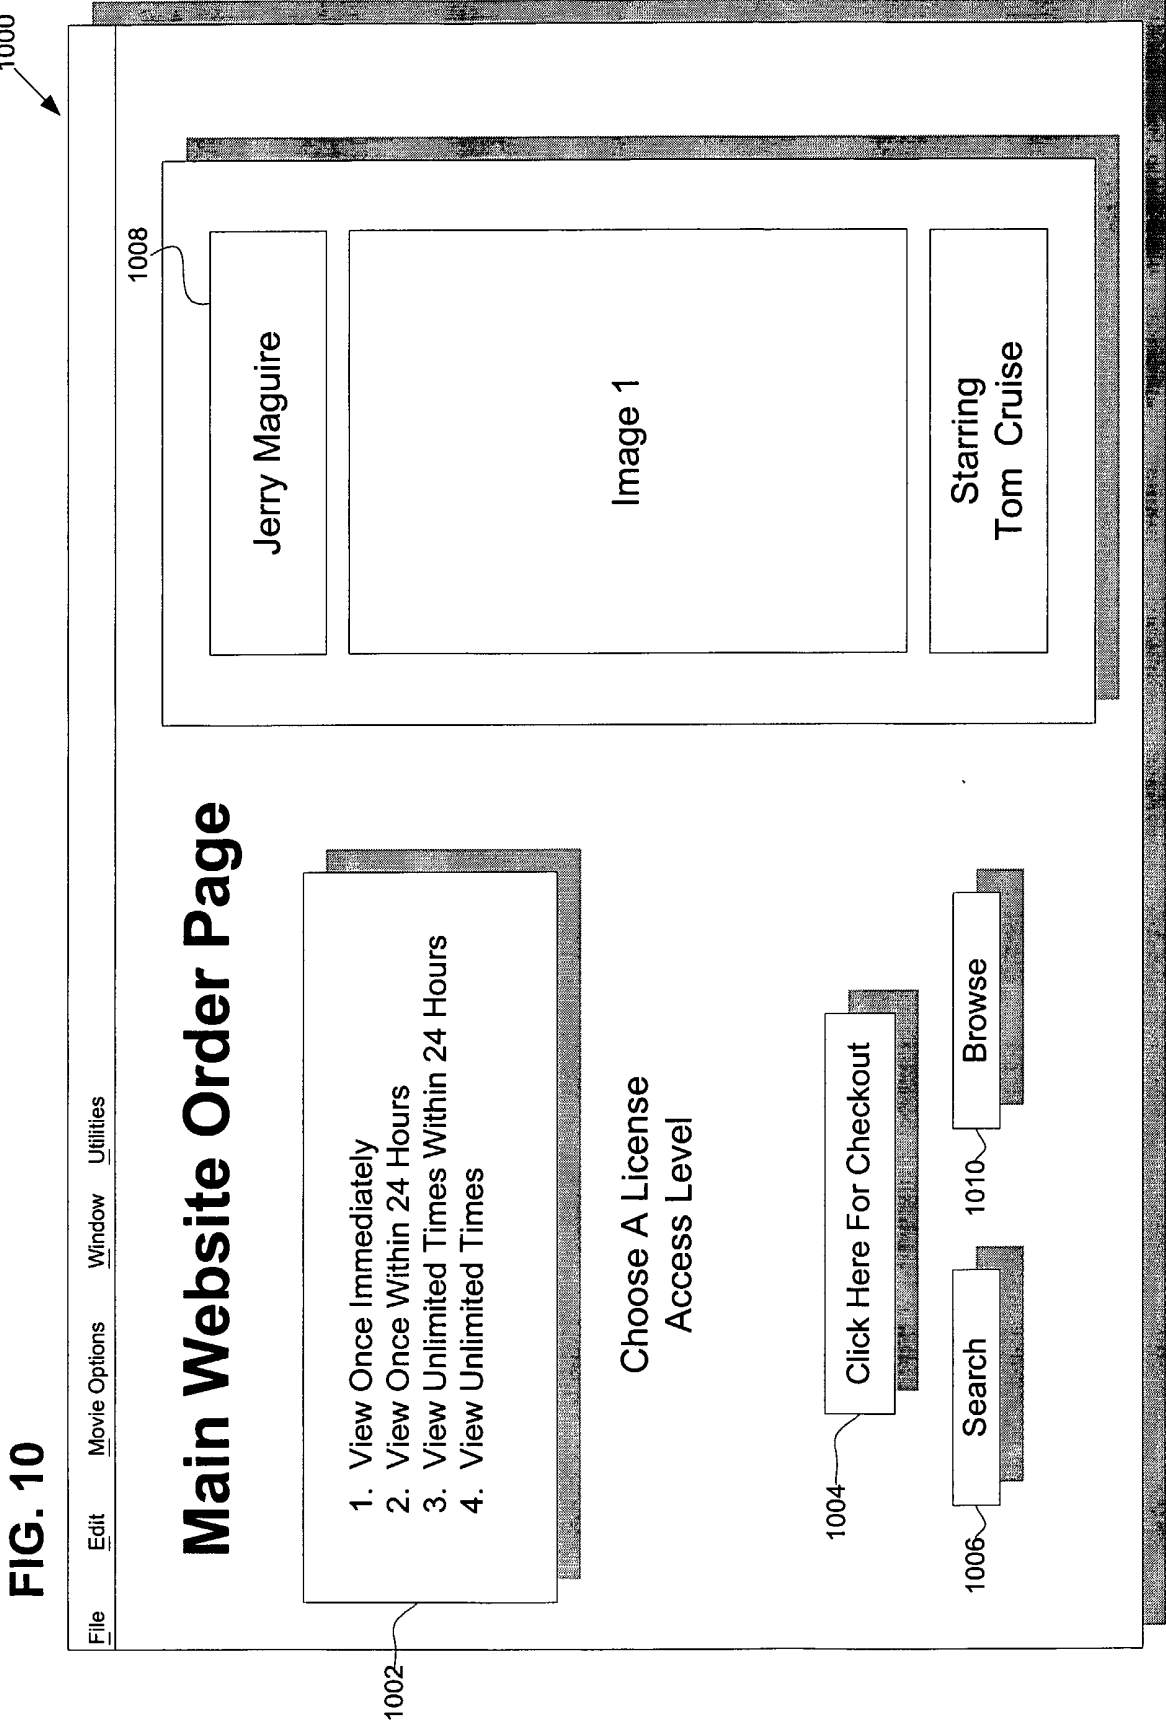 FIG. 10
1000
File Edit Movie Options Window Utilities
Main Website Order Page
1002
1. View Once Immediately
2. View Once Within 24 Hours
3. View Unlimited Times Within 24 Hours
4. View Unlimited Times
Choose A License
Access Level
1004
Click Here For Checkout
1006
Search
1010
Browse
1008
Jerry Maguire
Image 1
Starring
Tom Cruise